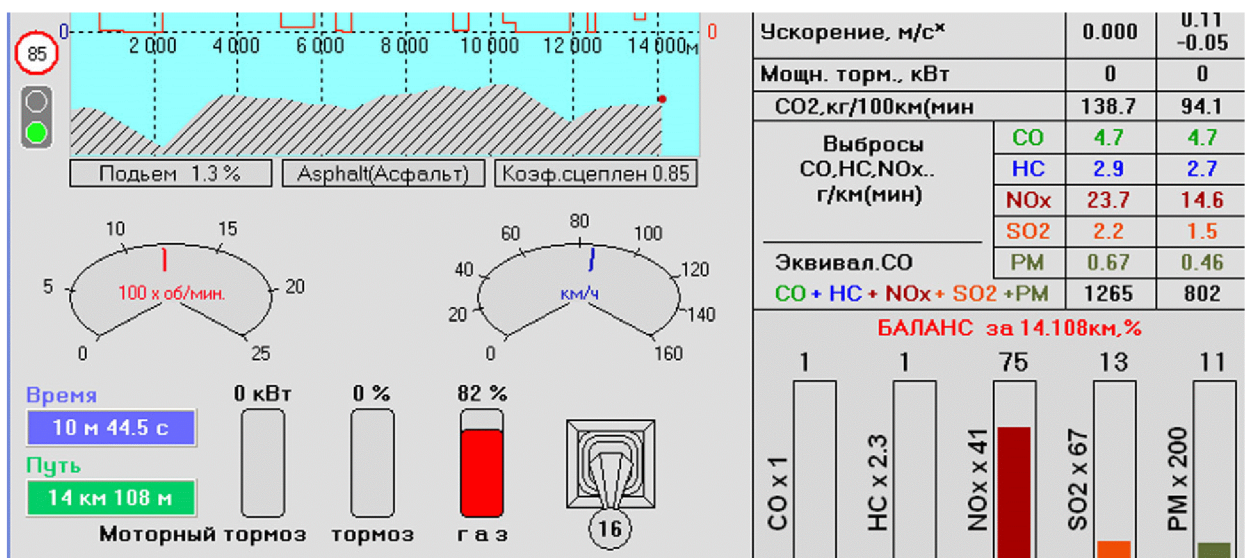 0
2 000 4 000 6 000 8 000 10 000 12 000 14 000м
0
85
Подьем 1.3 %
Asphalt(Асфальт)
Коэф.сцеплен 0.85
0 5 10 15 20 25
100 х об/мин.
0 20 40 60 80 100 120 140 160
км/ч
Время
10 м 44.5 с
Путь
14 км 108 м
0 кВт 0 % 82 %
Моторный тормоз тормоз газ
16
Ускорение, м/сˣ 0.000 0.11
-0.05
Мощн. торм., кВт 0 0
СО2,кг/100км(мин 138.7 94.1
Выбросы
СО,НС,NOx..
г/км(мин)
CO 4.7 4.7
HC 2.9 2.7
NOx 23.7 14.6
SO2 2.2 1.5
Эквивал.СО PM 0.67 0.46
CO + HC + NOx + SO2 +PM 1265 802
БАЛАНС за 14.108км,%
1 1 75 13 11
CO x 1
HC x 2.3
NOx x 41
SO2 x 67
PM x 200